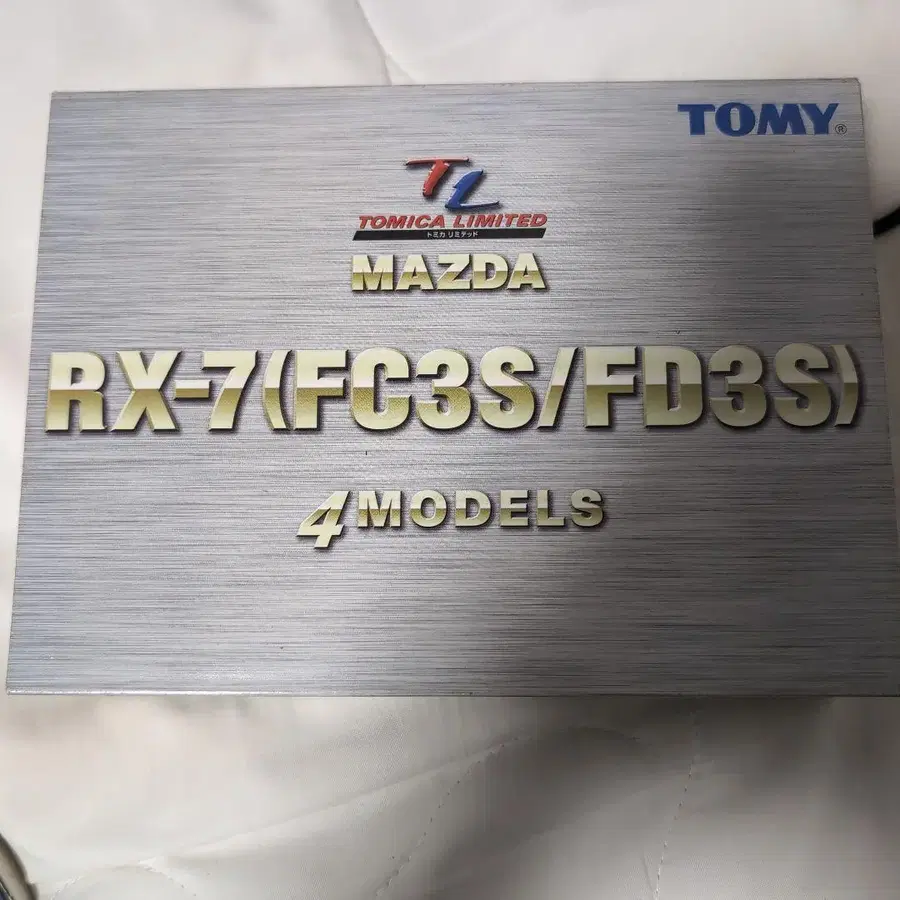 TOMY®
TL
TOMICA LIMITED
トミカ リミテッド
MAZDA
RX-7(FC3S/FD3S)
4 MODELS